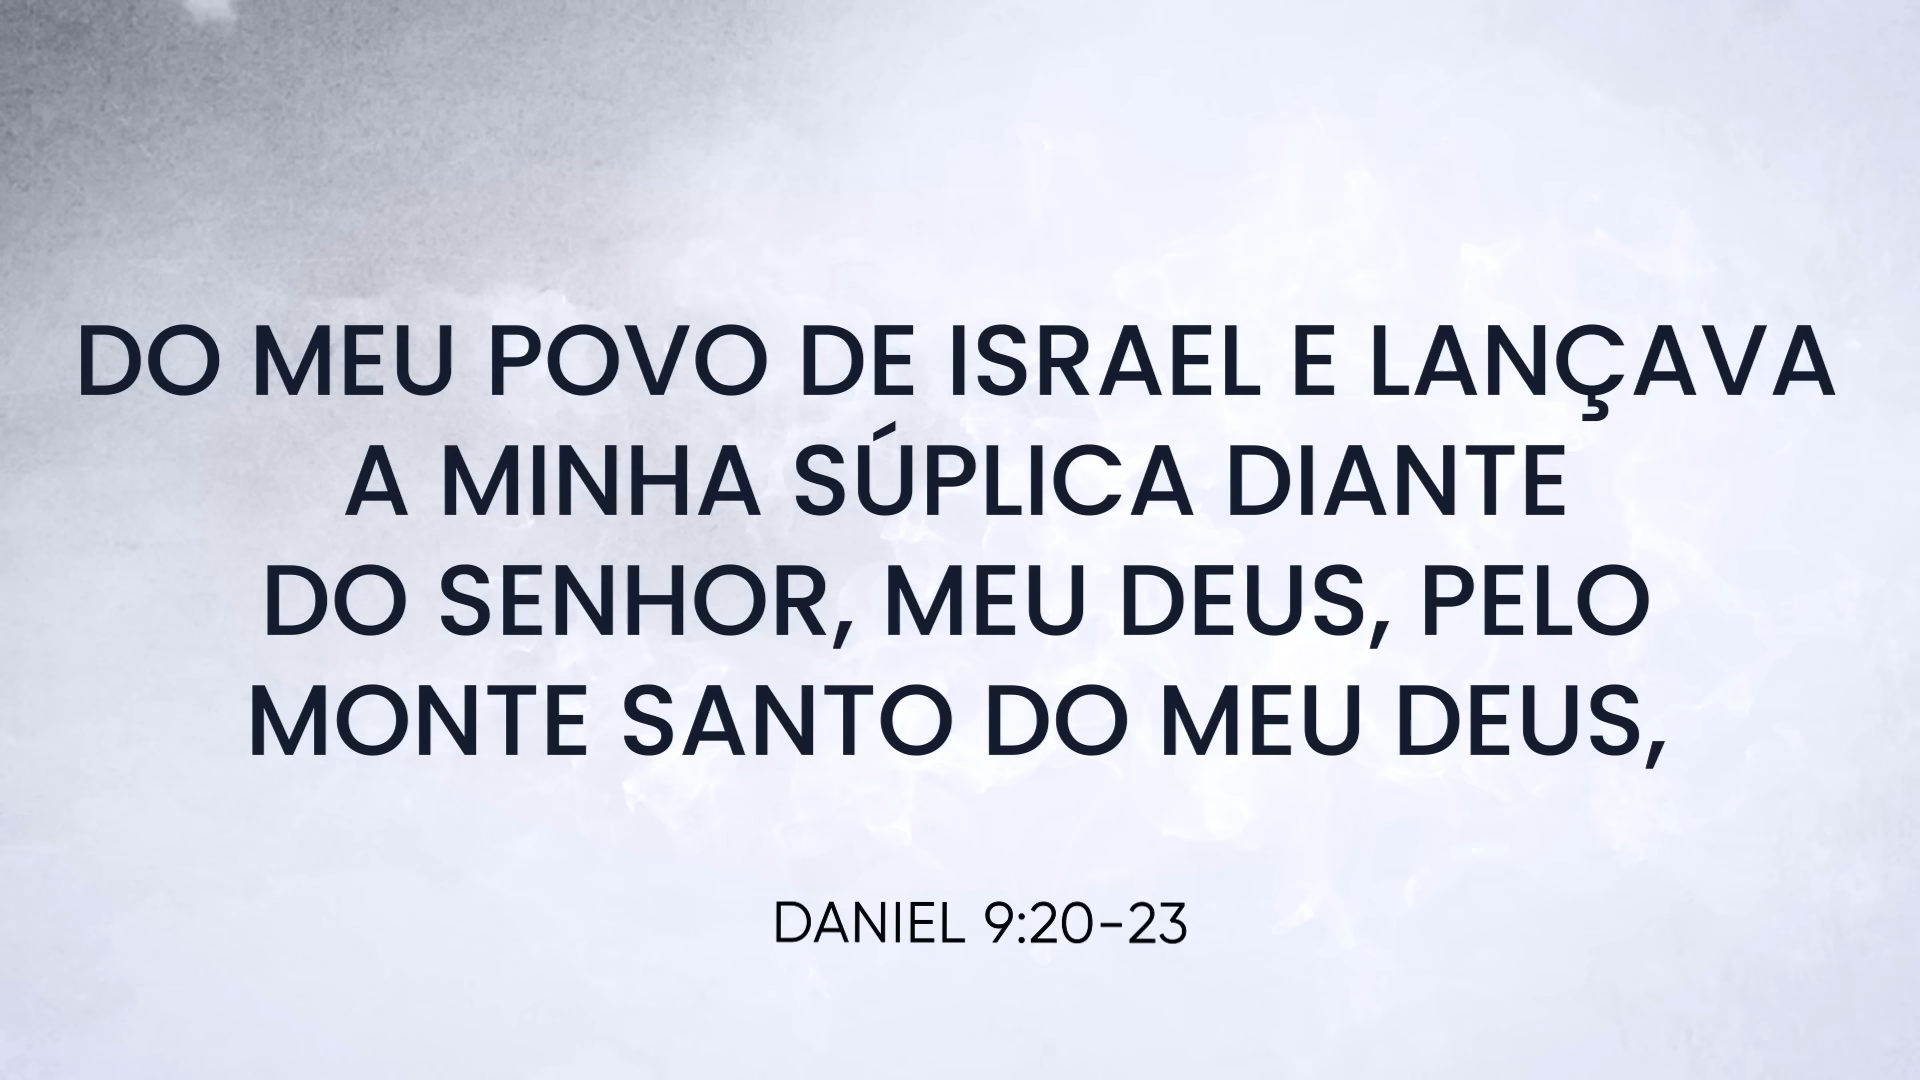 DO MEU POVO DE ISRAEL E LANÇAVA
A MINHA SÚPLICA DIANTE
DO SENHOR, MEU DEUS, PELO
MONTE SANTO DO MEU DEUS,
DANIEL 9:20-23